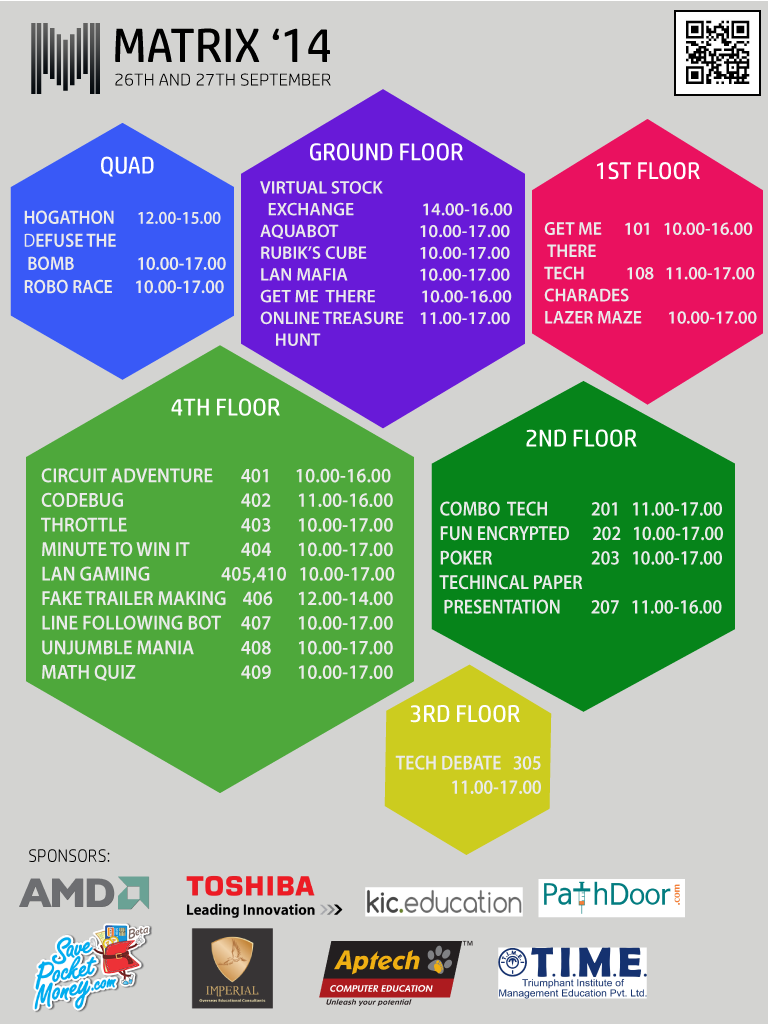 MATRIX ‘14
26TH AND 27TH SEPTEMBER
QUAD
HOGATHON 12.00-15.00
DEFUSE THE
BOMB 10.00-17.00
ROBO RACE 10.00-17.00
GROUND FLOOR
VIRTUAL STOCK
EXCHANGE 14.00-16.00
AQUABOT 10.00-17.00
RUBIK'S CUBE 10.00-17.00
LAN MAFIA 10.00-17.00
GET ME THERE 10.00-16.00
ONLINE TREASURE 11.00-17.00
HUNT
1ST FLOOR
GET ME 101 10.00-16.00
THERE
TECH 108 11.00-17.00
CHARADES
LAZER MAZE 10.00-17.00
4TH FLOOR
CIRCUIT ADVENTURE 401 10.00-16.00
CODEBUG 402 11.00-16.00
THROTTLE 403 10.00-17.00
MINUTE TO WIN IT 404 10.00-17.00
LAN GAMING 405,410 10.00-17.00
FAKE TRAILER MAKING 406 12.00-14.00
LINE FOLLOWING BOT 407 10.00-17.00
UNJUMBLE MANIA 408 10.00-17.00
MATH QUIZ 409 10.00-17.00
2ND FLOOR
COMBO TECH 201 11.00-17.00
FUN ENCRYPTED 202 10.00-17.00
POKER 203 10.00-17.00
TECHINCAL PAPER
PRESENTATION 207 11.00-16.00
3RD FLOOR
TECH DEBATE 305
11.00-17.00
SPONSORS:
AMD
TOSHIBA
Leading Innovation >>>
kic.education
PathDoor.com
Save
Pocket
Money.com
Beta
IMPERIAL
Overseas Educational Consultants
Aptech™
COMPUTER EDUCATION
Unleash your potential
T.I.M.E.
Triumphant Institute of
Management Education Pvt. Ltd.